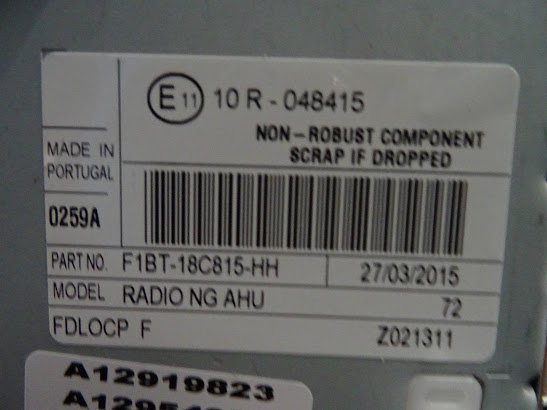 E11 10 R - 048415
NON-ROBUST COMPONENT
SCRAP IF DROPPED
MADE IN
PORTUGAL
0259A
PART NO. F1BT-18C815-HH 27/03/2015
MODEL RADIO NG AHU 72
FDLOCP F Z021311
A12919823